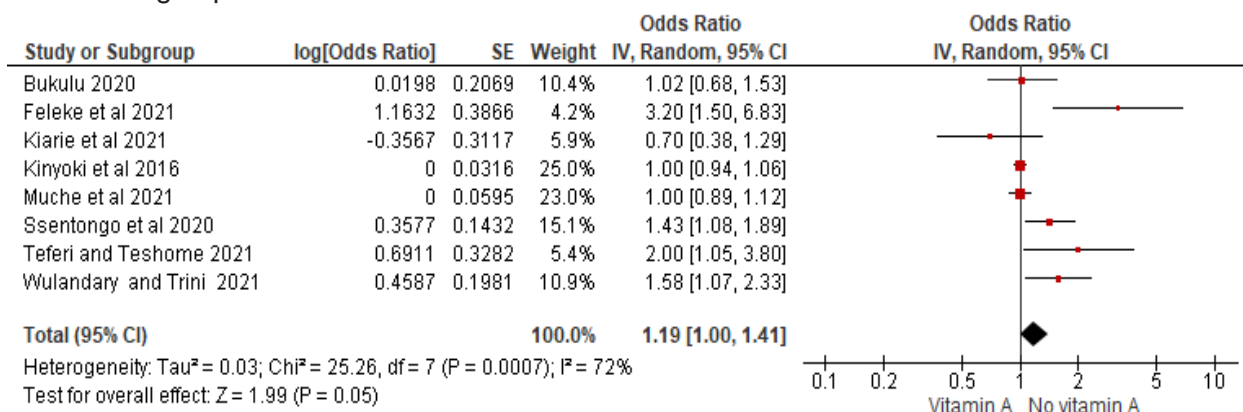 Odds Ratio Odds Ratio
Study or Subgroup log[Odds Ratio] SE Weight IV, Random, 95% CI IV, Random, 95% CI
Bukulu 2020 0.0198 0.2069 10.4% 1.02 [0.68, 1.53]
Feleke et al 2021 1.1632 0.3866 4.2% 3.20 [1.50, 6.83]
Kiarie et al 2021 -0.3567 0.3117 5.9% 0.70 [0.38, 1.29]
Kinyoki et al 2016 0 0.0316 25.0% 1.00 [0.94, 1.06]
Muche et al 2021 0 0.0595 23.0% 1.00 [0.89, 1.12]
Ssentongo et al 2020 0.3577 0.1432 15.1% 1.43 [1.08, 1.89]
Teferi and Teshome 2021 0.6911 0.3282 5.4% 2.00 [1.05, 3.80]
Wulandary and Trini 2021 0.4587 0.1981 10.9% 1.58 [1.07, 2.33]
Total (95% CI) 100.0% 1.19 [1.00, 1.41]
Heterogeneity: Tau² = 0.03; Chi² = 25.26, df = 7 (P = 0.0007); I² = 72%
Test for overall effect: Z = 1.99 (P = 0.05)
0.1 0.2 0.5 1 2 5 10
Vitamin A No vitamin A